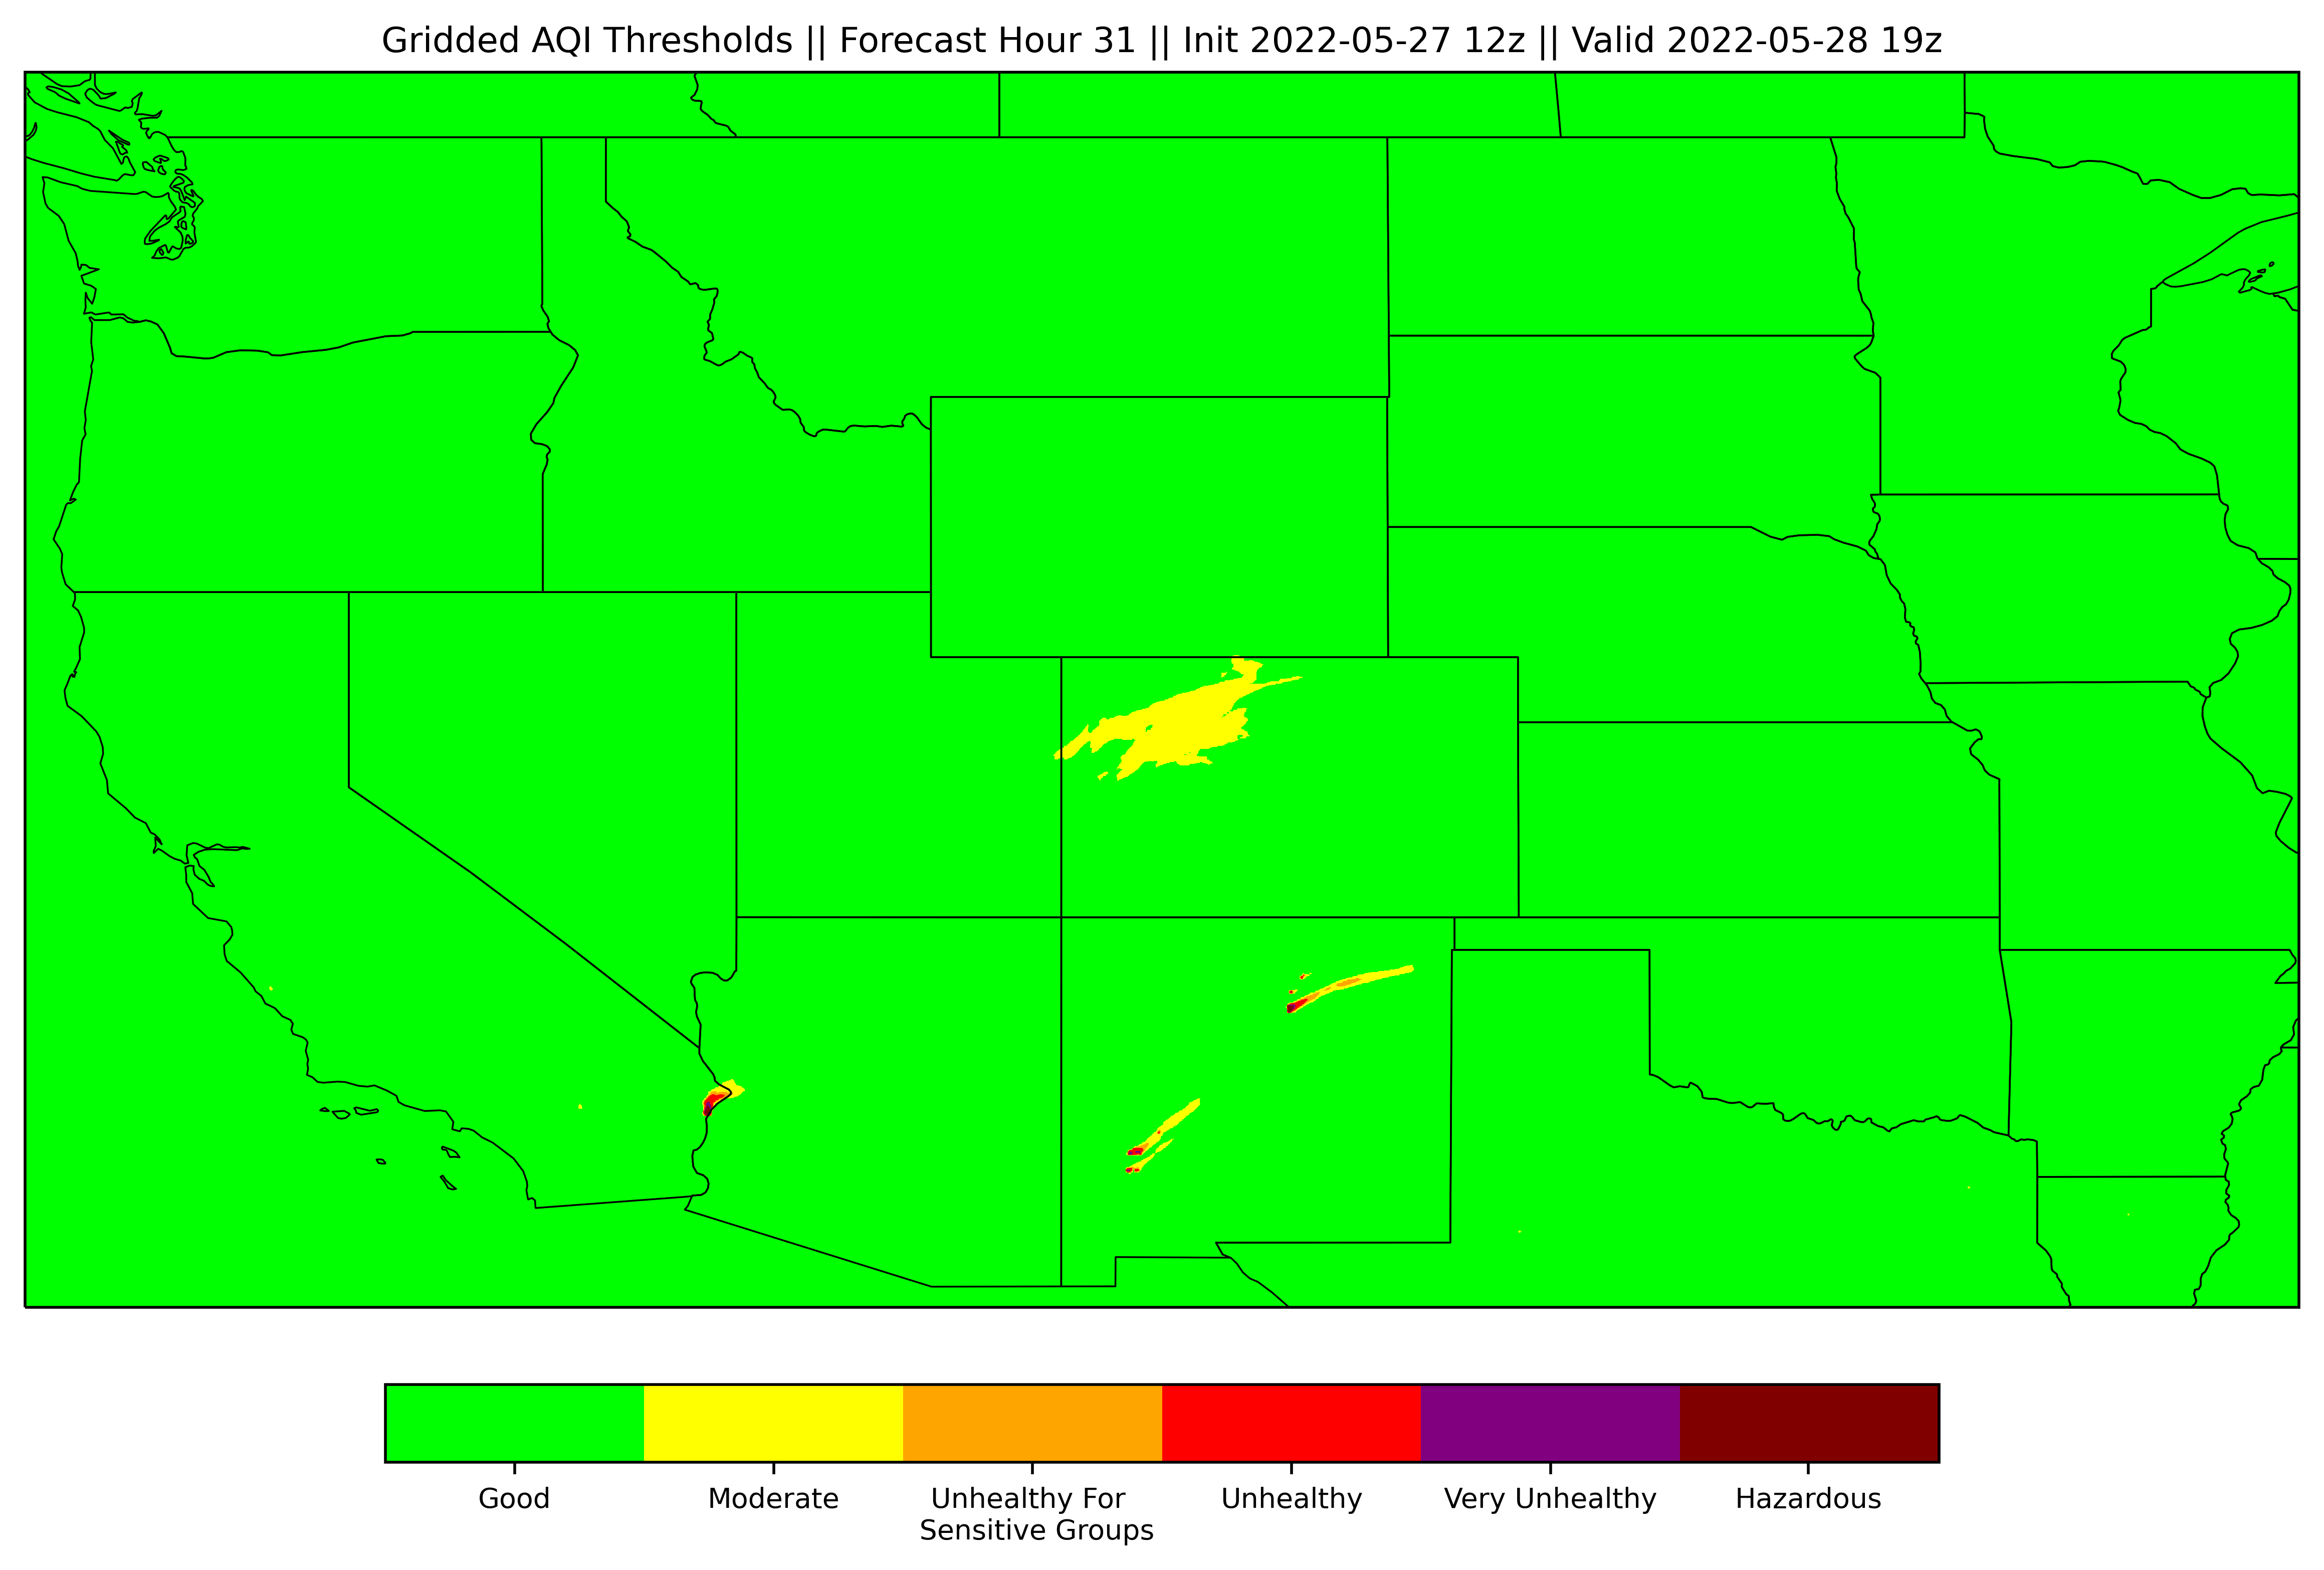 Gridded AQI Thresholds || Forecast Hour 31 || Init 2022-05-27 12z || Valid 2022-05-28 19z
Good
Moderate
Unhealthy For
Sensitive Groups
Unhealthy
Very Unhealthy
Hazardous